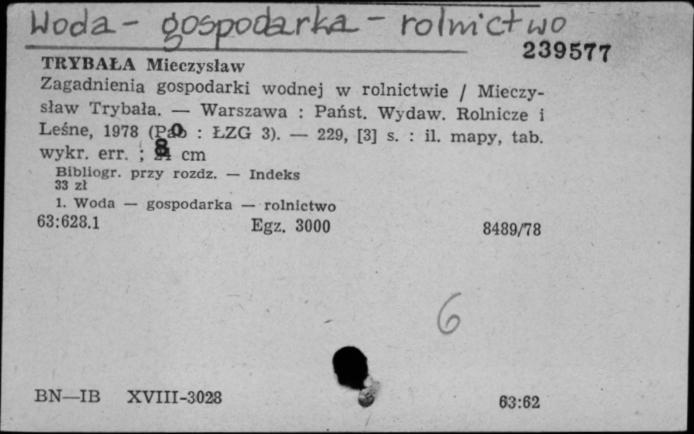 Woda - gospodarka - rolnictwo
239577
TRYBAŁA Mieczysław
Zagadnienia gospodarki wodnej w rolnictwie / Mieczy-
sław Trybała. — Warszawa : Państ. Wydaw. Rolnicze i
Leśne, 1978 ( : ŁZG 3). — 229, [3] s. : il. mapy, tab.
wykr. err. ; cm
Bibliogr. przy rozdz. — Indeks
33 zł
1. Woda — gospodarka — rolnictwo
63:628.1 Egz. 3000 8489/78
6
BN—IB XVIII-3028 63:62